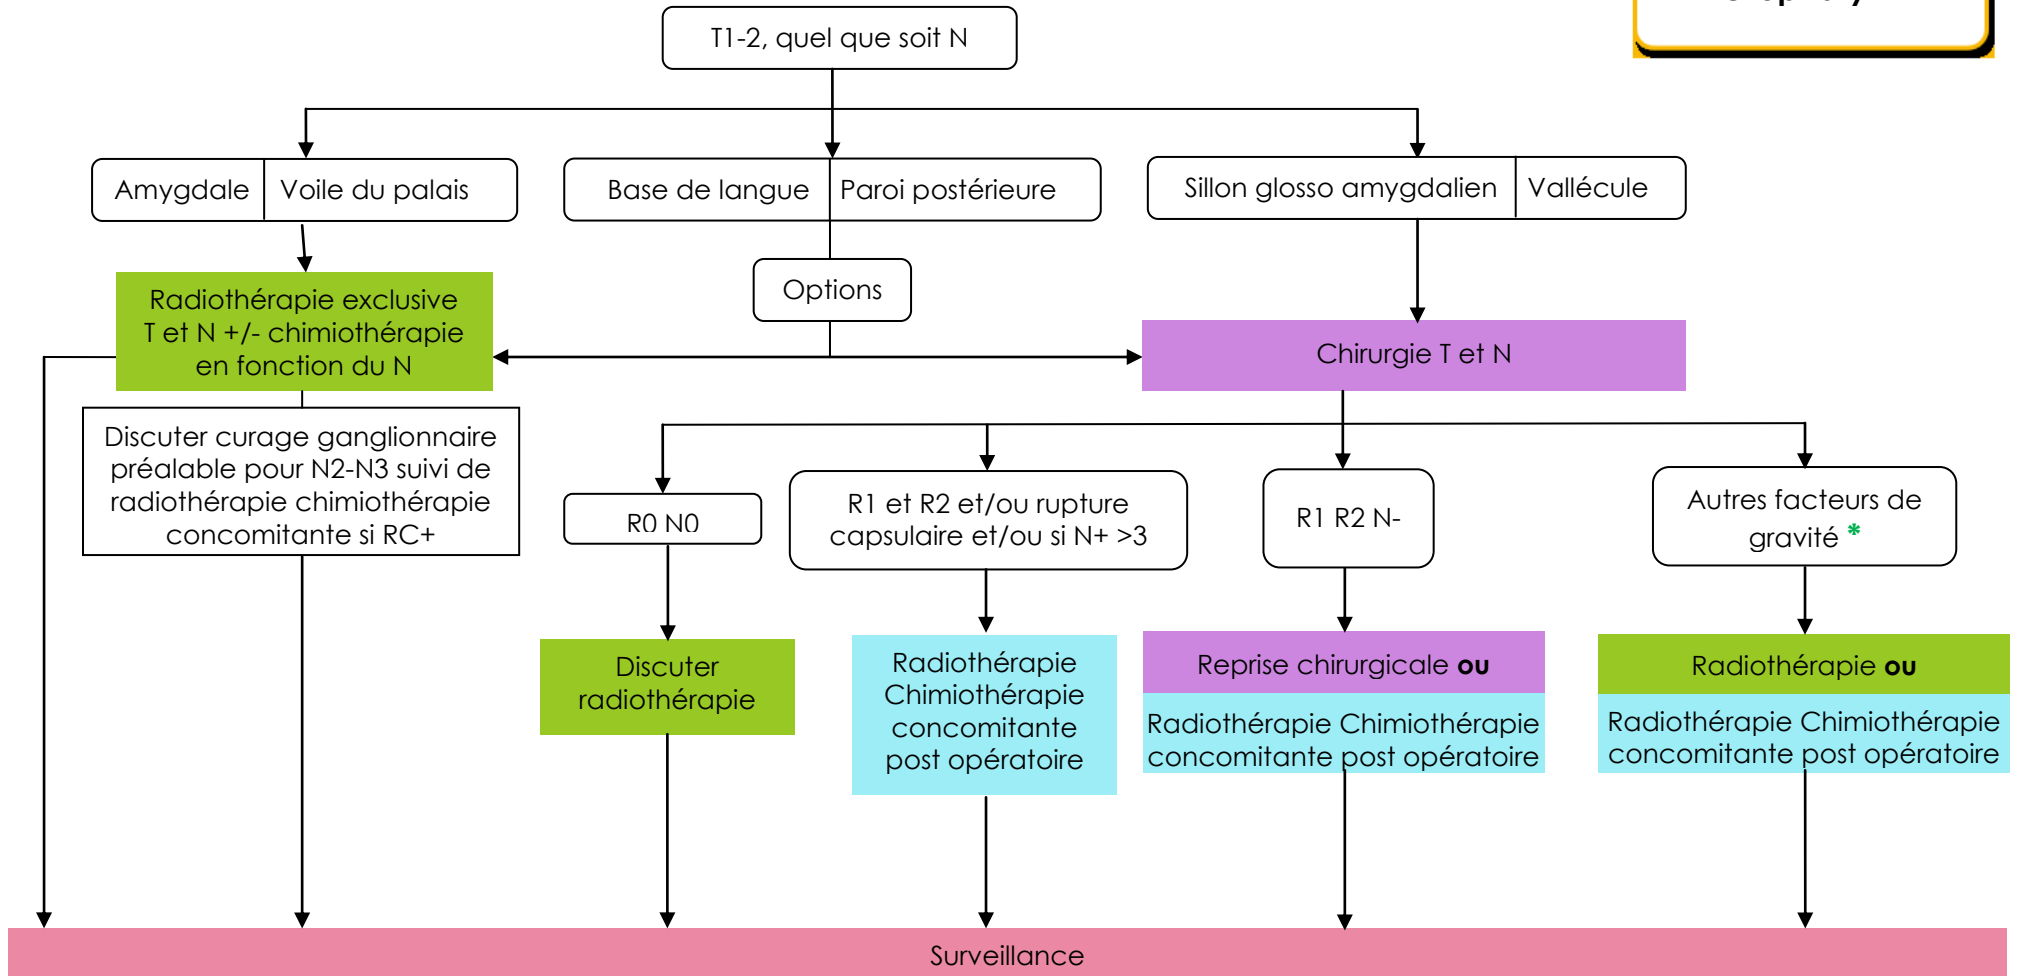 T1-2, quel que soit N
Amygdale
Voile du palais
Base de langue
Paroi postérieure
Sillon glosso amygdalien
Vallécule
Radiothérapie exclusive
T et N +/- chimiothérapie
en fonction du N
Options
Chirurgie T et N
Discuter curage ganglionnaire
préalable pour N2-N3 suivi de
radiothérapie chimiothérapie
concomitante si RC+
R0 N0
R1 et R2 et/ou rupture
capsulaire et/ou si N+ >3
R1 R2 N-
Autres facteurs de
gravité *
Discuter
radiothérapie
Radiothérapie
Chimiothérapie
concomitante
post opératoire
Reprise chirurgicale ou
Radiothérapie Chimiothérapie
concomitante post opératoire
Radiothérapie ou
Radiothérapie Chimiothérapie
concomitante post opératoire
Surveillance